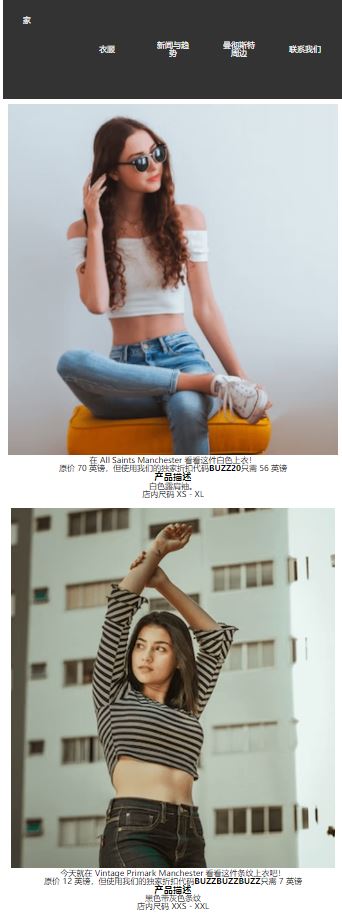 家
衣服
新闻与趋
势
曼彻斯特
周边
联系我们
在 All Saints Manchester 看看这件白色上衣!
原价 70 英镑，但使用我们的独家折扣代码BUZZ20只需 56 英镑
产品描述
白色露肩袖。
店内尺码 XS - XL
今天就在 Vintage Primark Manchester 看看这件条纹上衣吧!
原价 12 英镑，但使用我们的独家折扣代码BUZZBUZZBUZZ只需 7 英镑
产品描述
黑色带灰色条纹
店内尺码 XXS - XXL